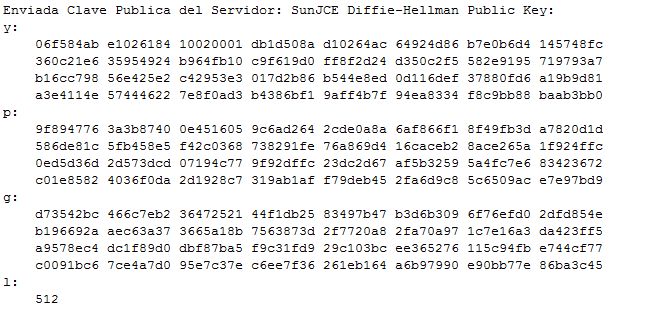 Enviada Clave Publica del Servidor: SunJCE Diffie-Hellman Public Key:
y:
06f584ab e1026184 10020001 db1d508a d10264ac 64924d86 b7e0b6d4 145748fc
360c21e6 35954924 b964fb10 c9f619d0 ff8f2d24 d350c2f5 582e9195 719793a7
b16cc798 56e425e2 c42953e3 017d2b86 b544e8ed 0d116def 37880fd6 a19b9d81
a3e4114e 57444622 7e8f0ad3 b4386bf1 9aff4b7f 94ea8334 f8c9bb88 baab3bb0
p:
9f894776 3a3b8740 0e451605 9c6ad264 2cde0a8a 6af866f1 8f49fb3d a7820d1d
586de81c 5fb458e5 f42c0368 738291fe 76a869d4 16caceb2 8ace265a 1f924ffc
0ed5d36d 2d573dcd 07194c77 9f92dffc 23dc2d67 af5b3259 5a4fc7e6 83423672
c01e8582 4036f0da 2d1928c7 319ab1af f79deb45 2fa6d9c8 5c6509ac e7e97bd9
g:
d73542bc 466c7eb2 36472521 44f1db25 83497b47 b3d6b309 6f76efd0 2dfd854e
b196692a aec63a37 3665a18b 7563873d 2f7720a8 2fa70a97 1c7e16a3 da423ff5
a9578ec4 dc1f89d0 dbf87ba5 f9c31fd9 29c103bc ee365276 115c94fb e744cf77
c0091bc6 7ce4a7d0 95e7c37e c6ee7f36 261eb164 a6b97990 e90bb77e 86ba3c45
l:
512